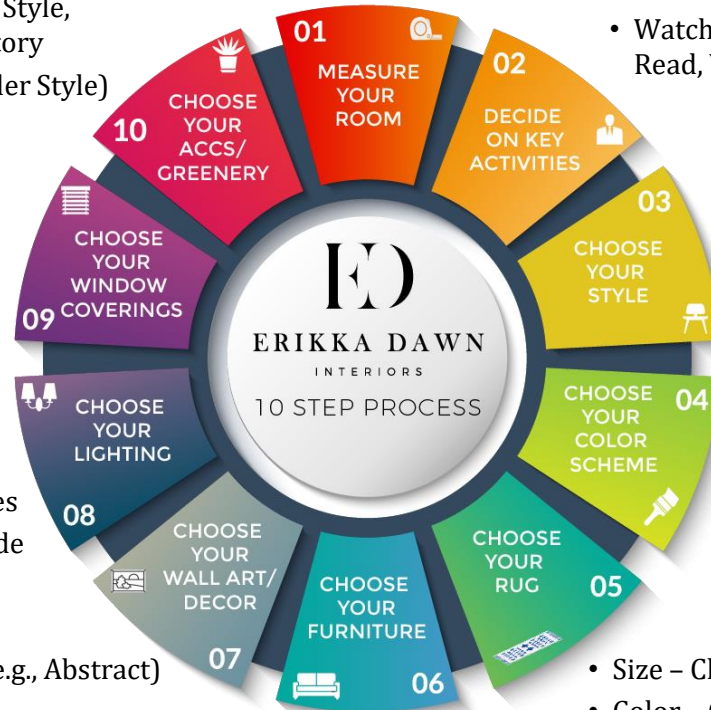 Style,
tory
ler Style)
• Watch
Read,
01
MEASURE
YOUR
ROOM
02
DECIDE
ON KEY
ACTIVITIES
03
CHOOSE
YOUR
STYLE
04
CHOOSE
YOUR
COLOR
SCHEME
05
CHOOSE
YOUR
RUG
06
CHOOSE
YOUR
FURNITURE
07
CHOOSE
YOUR
WALL ART/
DECOR
08
CHOOSE
YOUR
LIGHTING
09
CHOOSE
YOUR
WINDOW
COVERINGS
10
CHOOSE
YOUR
ACCS/
GREENERY
ED
ERIKKA DAWN
INTERIORS
10 STEP PROCESS
es
de
e.g., Abstract)
• Size – Cl
• Color –